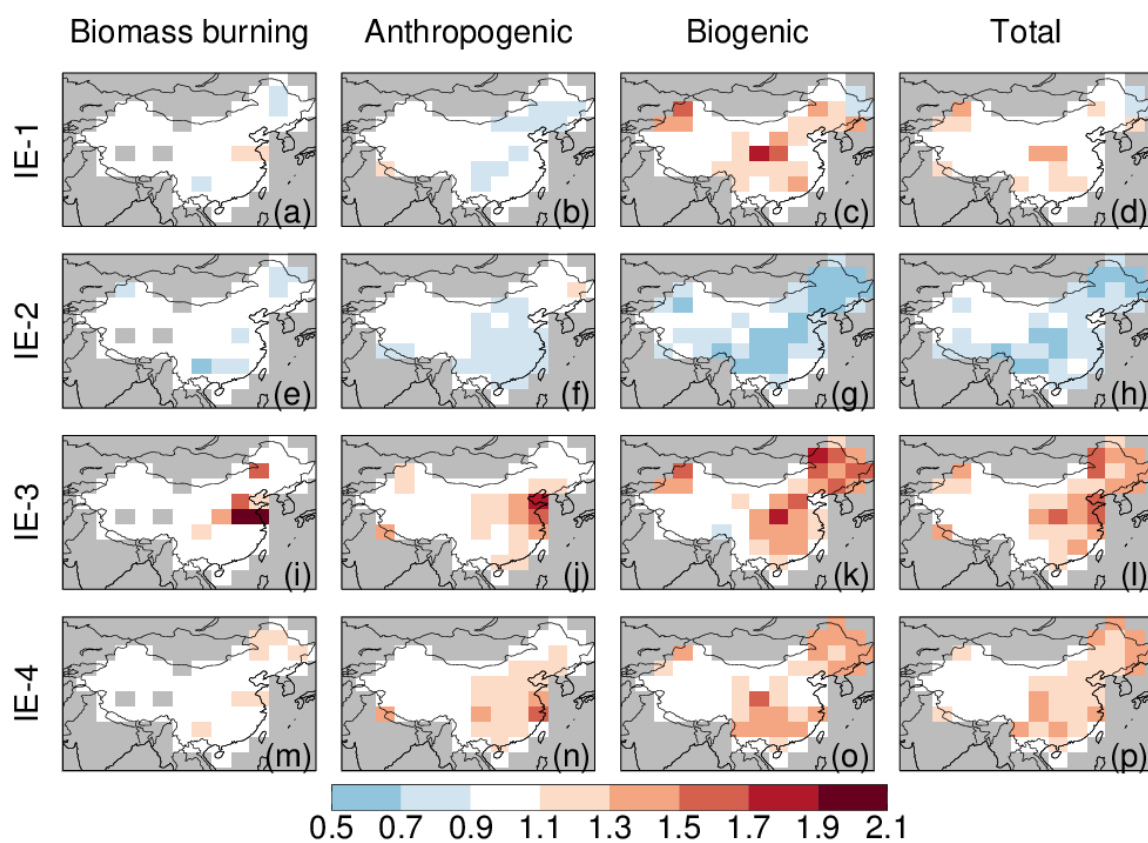 Biomass burning Anthropogenic Biogenic Total
IE-1
(a) (b) (c) (d)
IE-2
(e) (f) (g) (h)
IE-3
(i) (j) (k) (l)
IE-4
(m) (n) (o) (p)
0.5 0.7 0.9 1.1 1.3 1.5 1.7 1.9 2.1